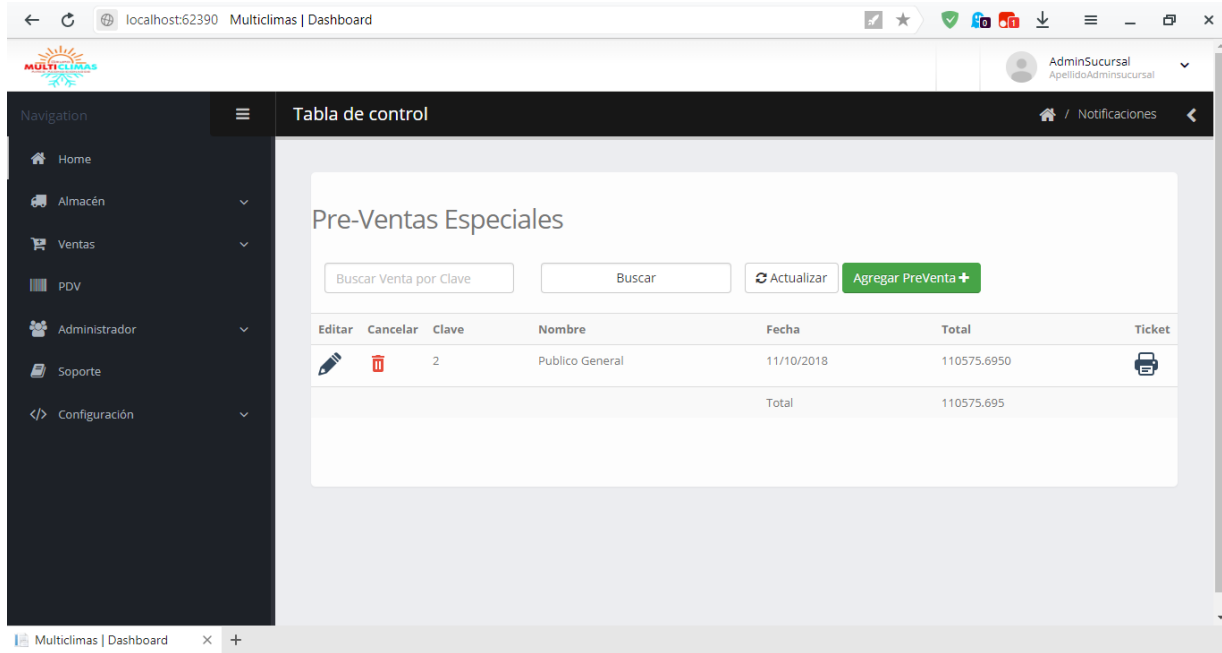 localhost:62390 Multiclimas | Dashboard
0 1
MULTICLIMAS
AdminSucursal
ApellidoAdminsucursal
Navigation
Tabla de control
/ Notificaciones
Home
Almacén
Ventas
PDV
Administrador
Soporte
</> Configuración
Pre-Ventas Especiales
Buscar Venta por Clave Buscar Actualizar Agregar PreVenta +
Editar Cancelar Clave Nombre Fecha Total Ticket
2 Publico General 11/10/2018 110575.6950
Total 110575.695
Multiclimas | Dashboard